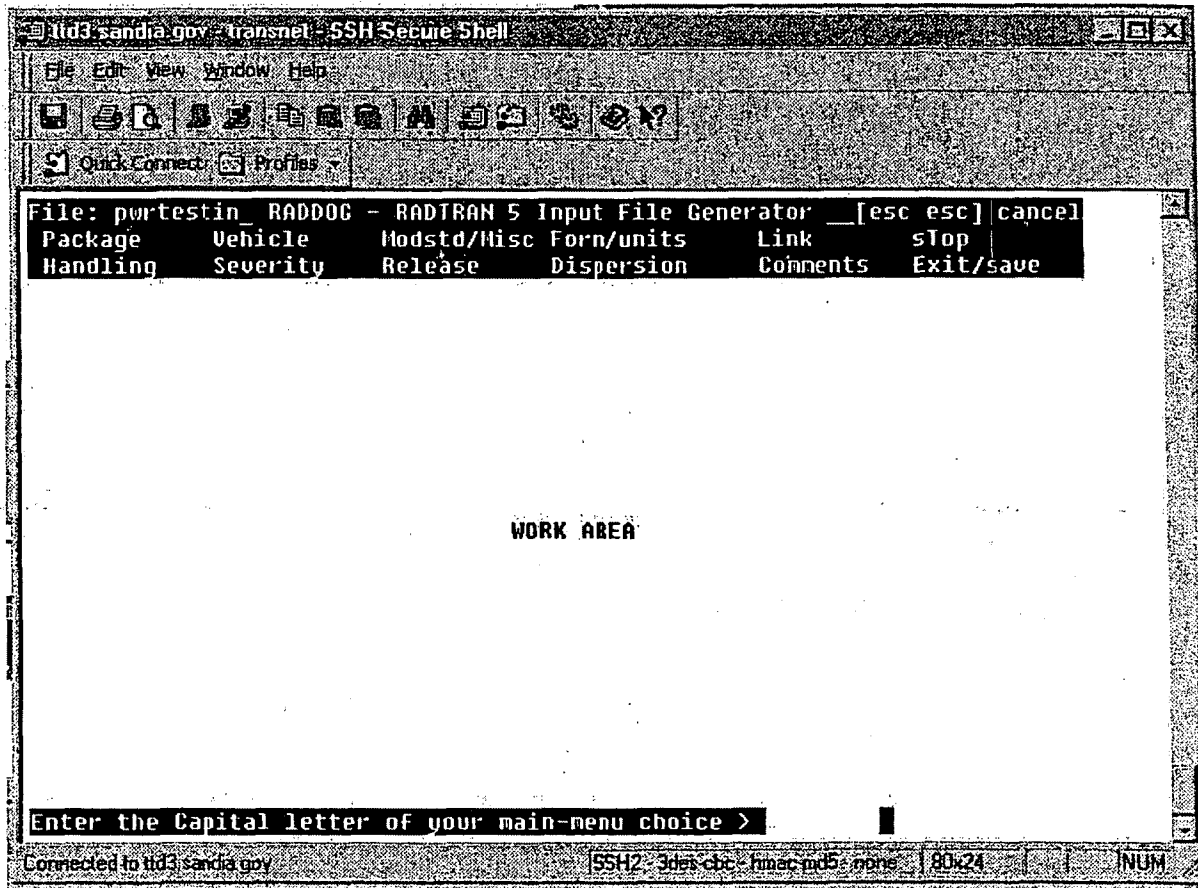 ttd3.sandia.gov - transnet - SSH Secure Shell
File Edit View Window Help
Quick Connect Profiles
File: pwrtestin_ RADDOG - RADTRAN 5 Input File Generator __[esc esc] cancel
Package Vehicle Modstd/Misc Form/units Link sTop
Handling Severity Release Dispersion Comments Exit/save
WORK AREA
Enter the Capital letter of your main-menu choice >
Connected to ttd3.sandia.gov SSH2 - 3des-cbc - hmac-md5 - none 80x24 NUM